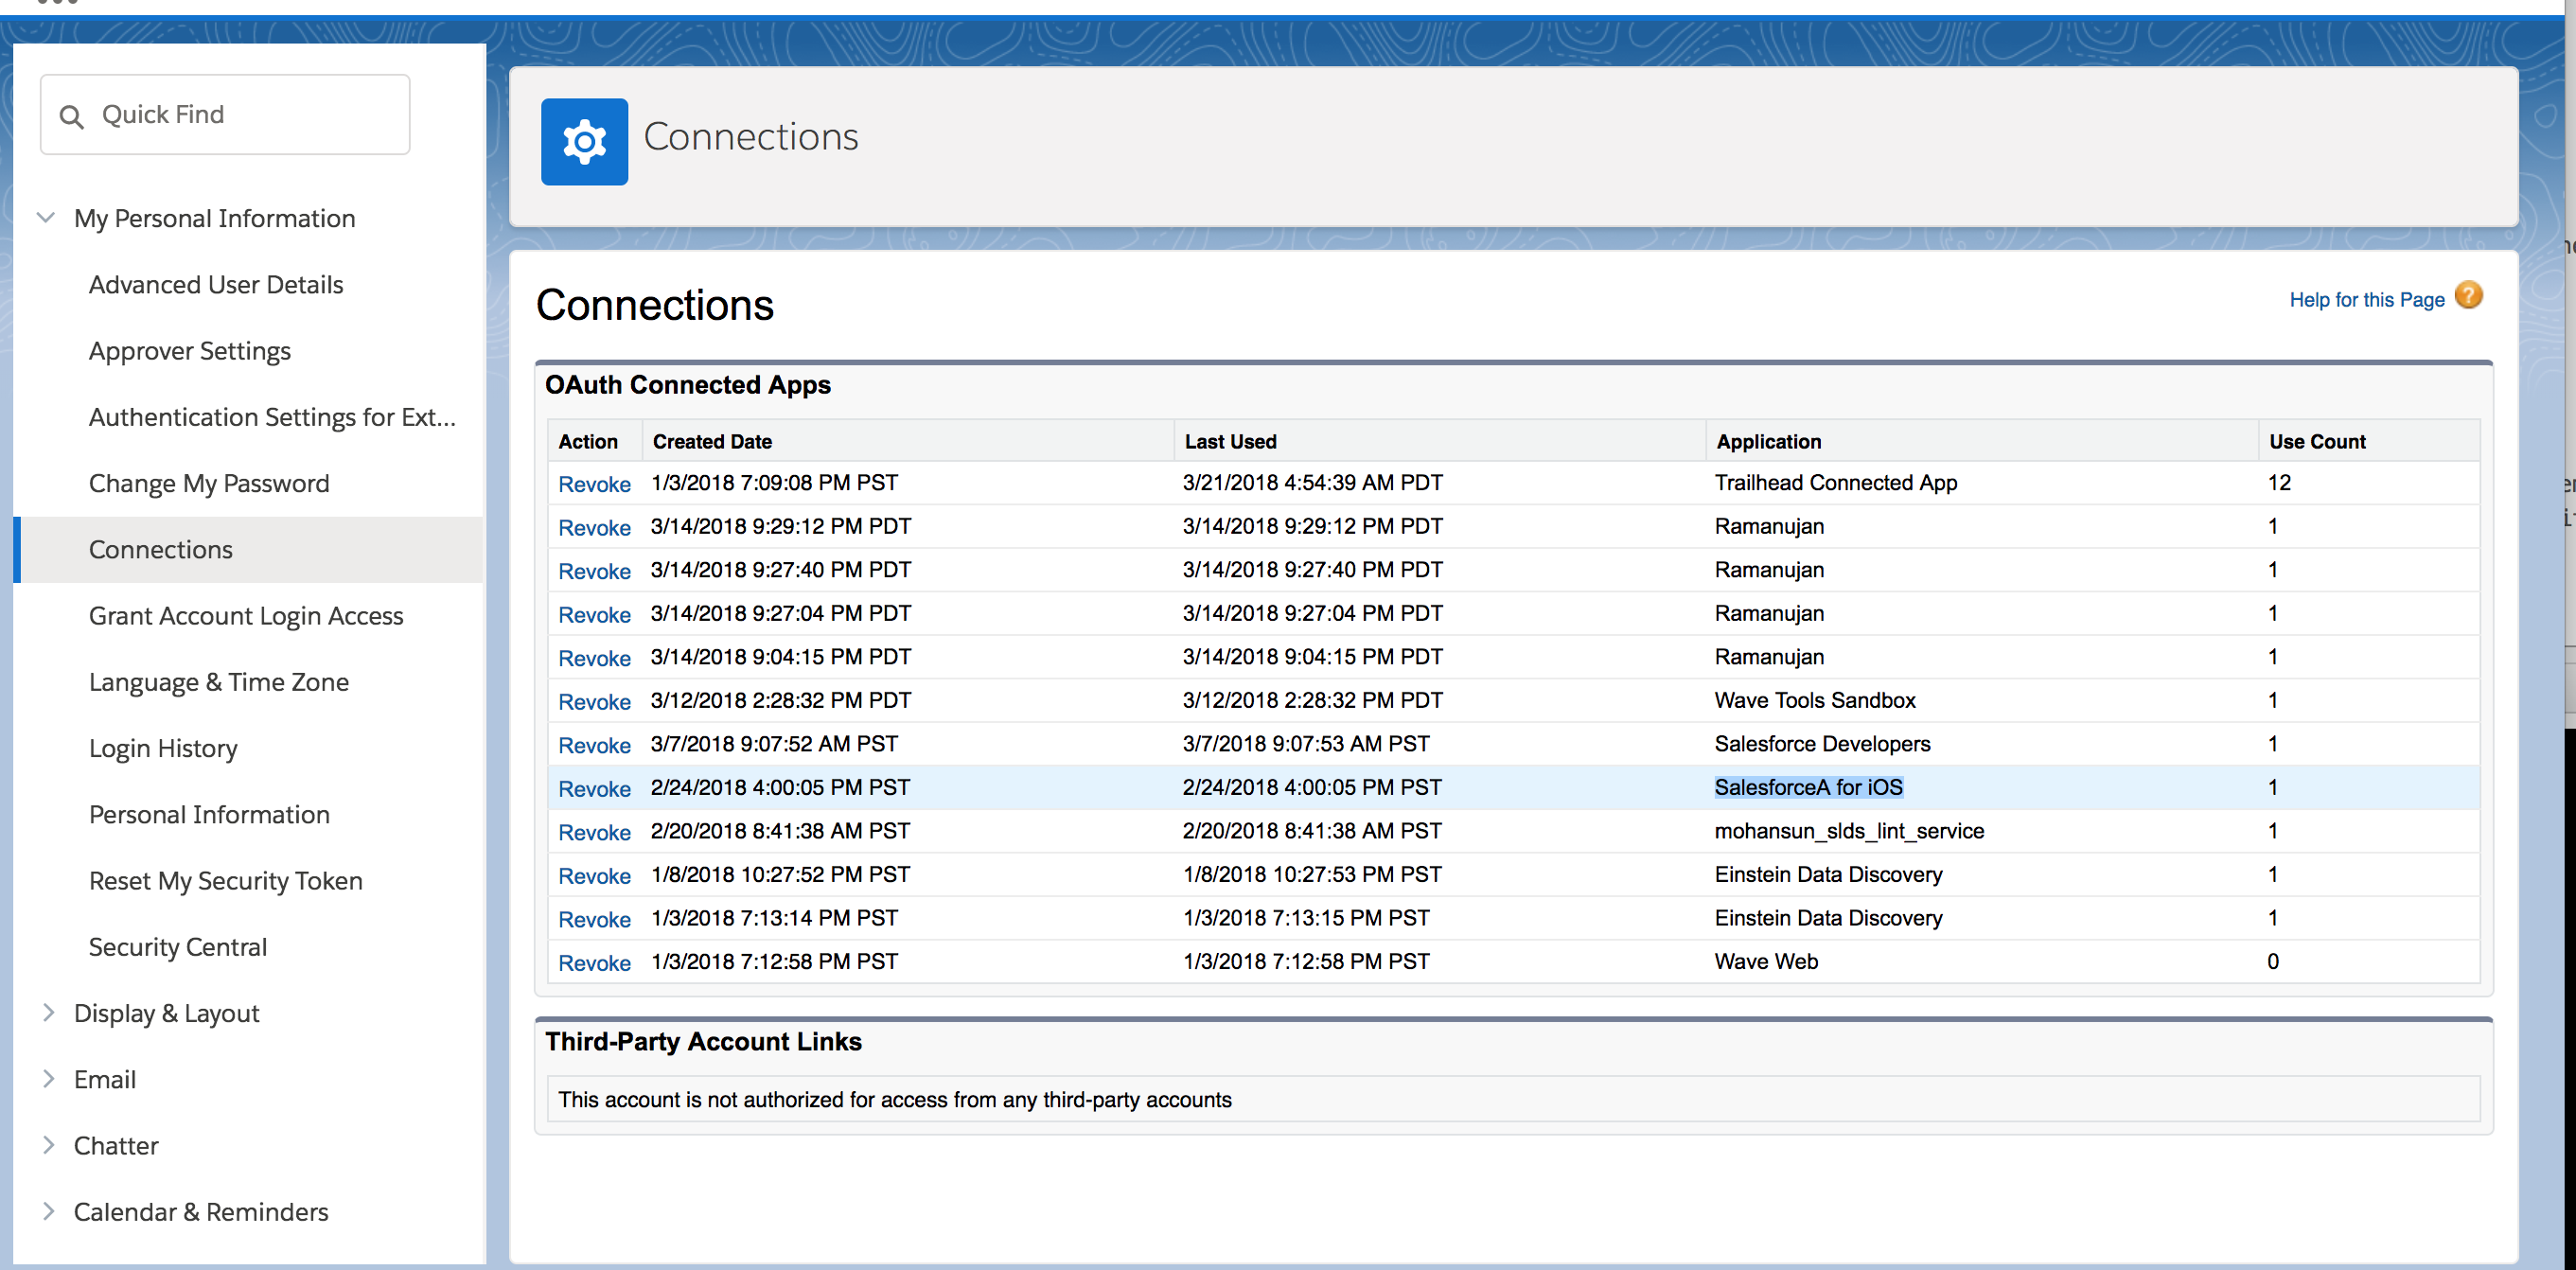 Quick Find
My Personal Information
Advanced User Details
Approver Settings
Authentication Settings for Ext...
Change My Password
Connections
Grant Account Login Access
Language & Time Zone
Login History
Personal Information
Reset My Security Token
Security Central
Display & Layout
Email
Chatter
Calendar & Reminders
Connections
Connections
Help for this Page ?
OAuth Connected Apps
Action Created Date Last Used Application Use Count
Revoke 1/3/2018 7:09:08 PM PST 3/21/2018 4:54:39 AM PDT Trailhead Connected App 12
Revoke 3/14/2018 9:29:12 PM PDT 3/14/2018 9:29:12 PM PDT Ramanujan 1
Revoke 3/14/2018 9:27:40 PM PDT 3/14/2018 9:27:40 PM PDT Ramanujan 1
Revoke 3/14/2018 9:27:04 PM PDT 3/14/2018 9:27:04 PM PDT Ramanujan 1
Revoke 3/14/2018 9:04:15 PM PDT 3/14/2018 9:04:15 PM PDT Ramanujan 1
Revoke 3/12/2018 2:28:32 PM PDT 3/12/2018 2:28:32 PM PDT Wave Tools Sandbox 1
Revoke 3/7/2018 9:07:52 AM PST 3/7/2018 9:07:53 AM PST Salesforce Developers 1
Revoke 2/24/2018 4:00:05 PM PST 2/24/2018 4:00:05 PM PST SalesforceA for iOS 1
Revoke 2/20/2018 8:41:38 AM PST 2/20/2018 8:41:38 AM PST mohansun_slds_lint_service 1
Revoke 1/8/2018 10:27:52 PM PST 1/8/2018 10:27:53 PM PST Einstein Data Discovery 1
Revoke 1/3/2018 7:13:14 PM PST 1/3/2018 7:13:15 PM PST Einstein Data Discovery 1
Revoke 1/3/2018 7:12:58 PM PST 1/3/2018 7:12:58 PM PST Wave Web 0
Third-Party Account Links
This account is not authorized for access from any third-party accounts